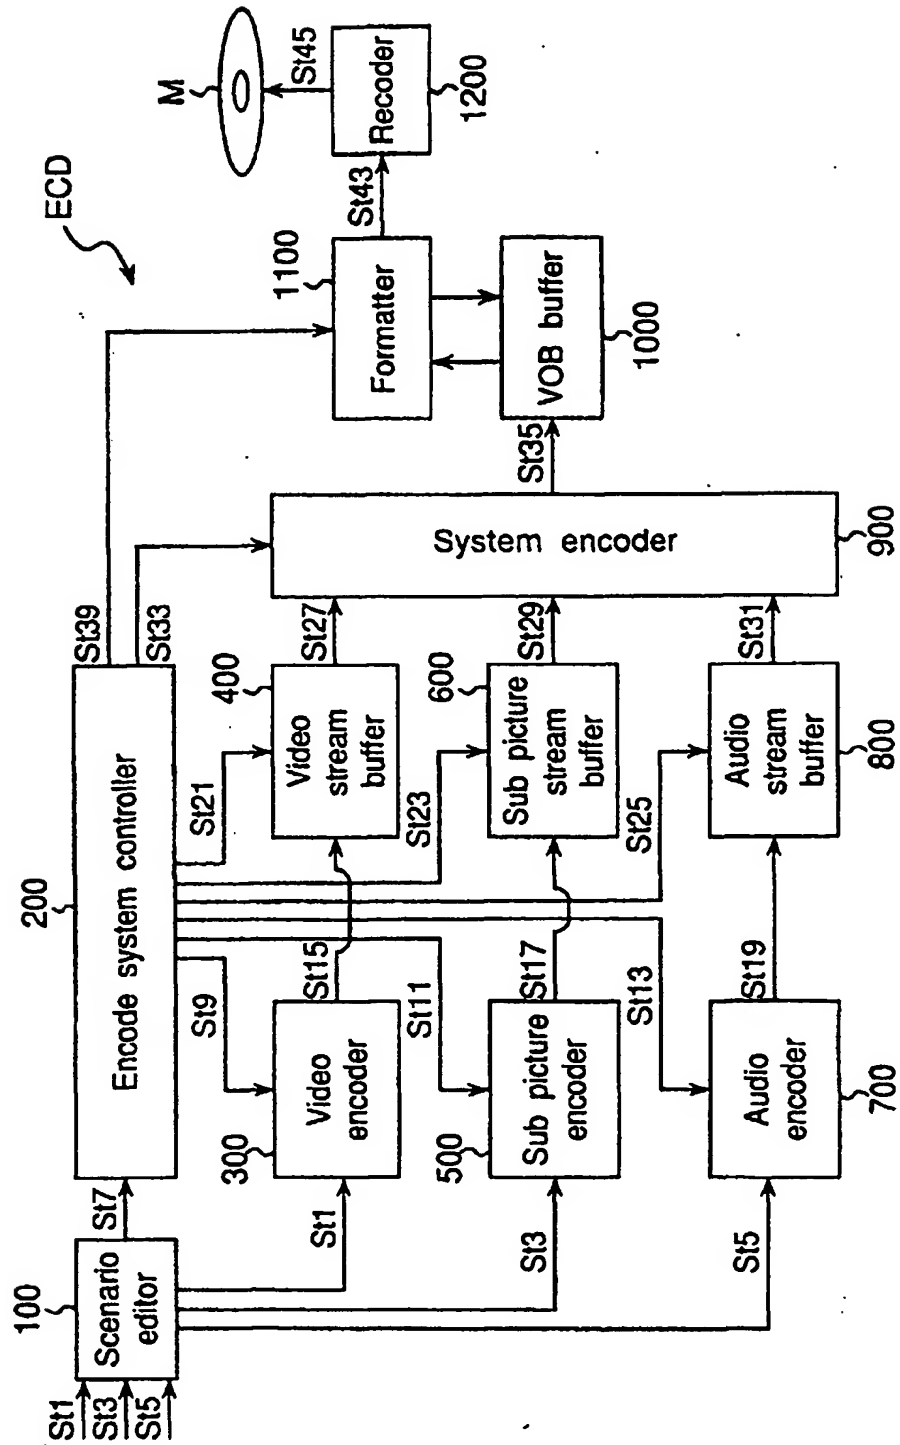 ECD
M
St45
Recoder
1200
St43
1100
Formatter
VOB buffer
1000
St35
System encoder
900
St39
St33
St27
St29
St31
400
Video
stream
buffer
600
Sub picture
stream
buffer
Audio
stream
buffer
800
St21
St23
St25
200
Encode system controller
St9
St15
St11
St17
St13
St19
Video
encoder
300
Sub picture
encoder
500
Audio
encoder
700
St7
St1
St3
St5
100
Scenario
editor
St1
St3
St5